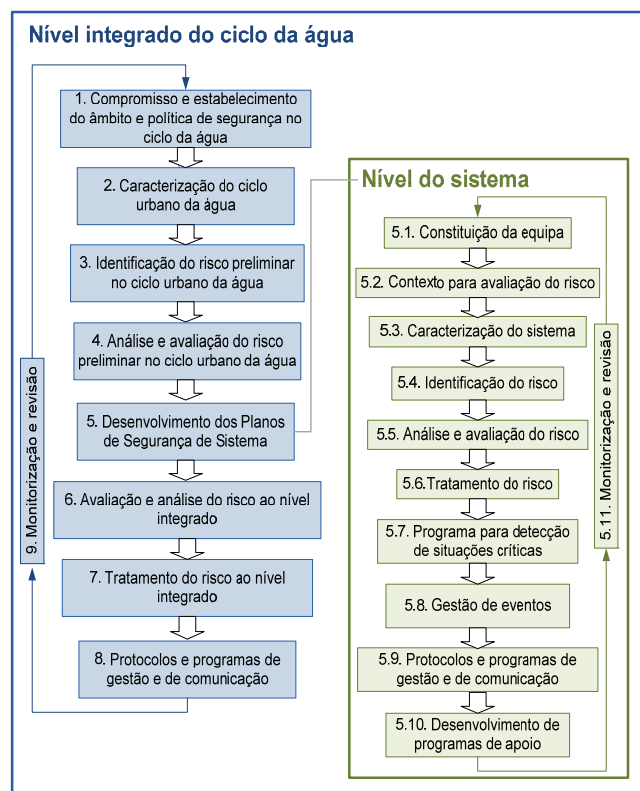 Nível integrado do ciclo da água
1. Compromisso e estabelecimento
do âmbito e política de segurança no
ciclo da água
2. Caracterização do ciclo
urbano da água
3. Identificação do risco preliminar
no ciclo urbano da água
4. Análise e avaliação do risco
preliminar no ciclo urbano da água
5. Desenvolvimento dos Planos
de Segurança de Sistema
6. Avaliação e análise do risco ao nível
integrado
7. Tratamento do risco ao nível
integrado
8. Protocolos e programas de
gestão e de comunicação
9. Monitorização e revisão
Nível do sistema
5.1. Constituição da equipa
5.2. Contexto para avaliação do risco
5.3. Caracterização do sistema
5.4. Identificação do risco
5.5. Análise e avaliação do risco
5.6.Tratamento do risco
5.7. Programa para detecção
de situações críticas
5.8. Gestão de eventos
5.9. Protocolos e programas de
gestão e de comunicação
5.10. Desenvolvimento de
programas de apoio
5.11. Monitorização e revisão